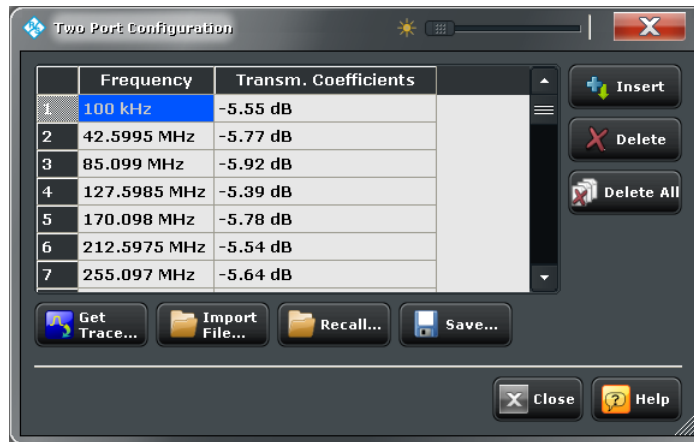 Two Port Configuration
Frequency Transm. Coefficients
1 100 kHz -5.55 dB
2 42.5995 MHz -5.77 dB
3 85.099 MHz -5.92 dB
4 127.5985 MHz -5.39 dB
5 170.098 MHz -5.78 dB
6 212.5975 MHz -5.54 dB
7 255.097 MHz -5.64 dB
Insert
Delete
Delete All
Get
Trace...
Import
File...
Recall...
Save...
Close
Help